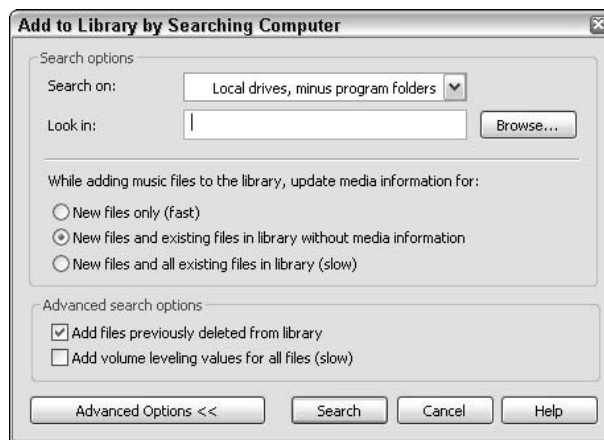 Add to Library by Searching Computer
Search options
Search on:
Local drives, minus program folders
Look in:
Browse...
While adding music files to the library, update media information for:
New files only (fast)
New files and existing files in library without media information
New files and all existing files in library (slow)
Advanced search options
Add files previously deleted from library
Add volume leveling values for all files (slow)
Advanced Options <<
Search
Cancel
Help